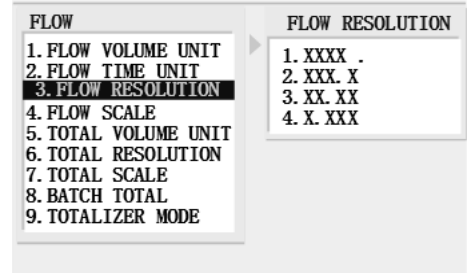 FLOW
1. FLOW VOLUME UNIT
2. FLOW TIME UNIT
3. FLOW RESOLUTION
4. FLOW SCALE
5. TOTAL VOLUME UNIT
6. TOTAL RESOLUTION
7. TOTAL SCALE
8. BATCH TOTAL
9. TOTALIZER MODE
FLOW RESOLUTION
1. XXXX .
2. XXX. X
3. XX. XX
4. X. XXX